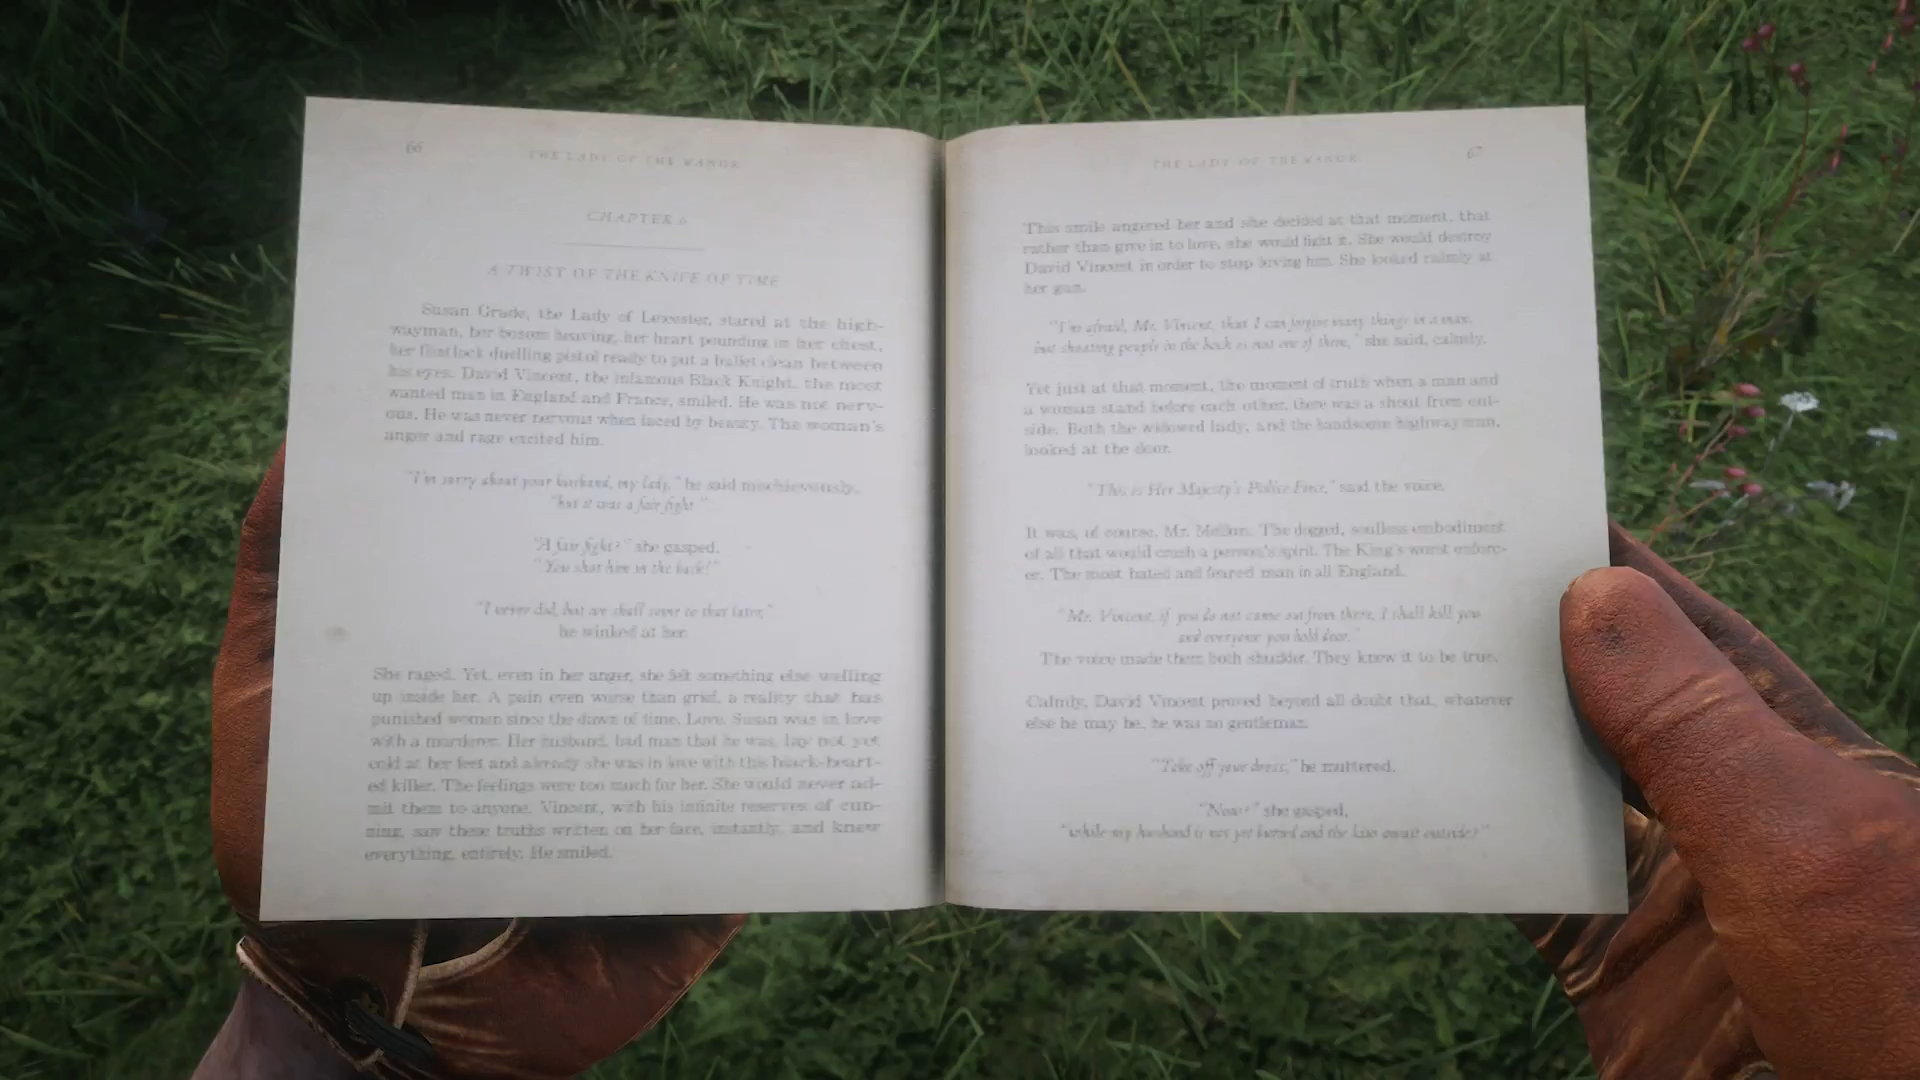 66
THE LADY OF THE MANOR
CHAPTER 6
A TWIST OF THE KNIFE OF TIME
Susan Grade, the Lady of Leicester, stared at the high-
wayman, her bosom heaving, her heart pounding in her chest,
her flintlock duelling pistol ready to put a bullet clean between
his eyes. David Vincent, the infamous Black Knight, the most
wanted man in England and France, smiled. He was not nerv-
ous. He was never nervous when faced by beauty. The woman's
anger and rage excited him.
"I'm sorry about your husband, my lady," he said mischievously,
"but it was a fair fight."
"A fair fight?" she gasped.
"You shot him in the back!"
"I never did, but we shall come to that later,"
he winked at her.
She raged. Yet, even in her anger, she felt something else welling
up inside her. A pain even worse than grief, a reality that has
punished women since the dawn of time. Love. Susan was in love
with a murderer. Her husband, bad man that he was, lay not yet
cold at her feet and already she was in love with this black-heart-
ed killer. The feelings were too much for her. She would never ad-
mit them to anyone. Vincent, with his infinite reserves of cun-
ning, saw these truths written on her face, instantly, and knew
everything, entirely. He smiled.
THE LADY OF THE MANOR
67
This smile angered her and she decided at that moment, that
rather than give in to love, she would fight it. She would destroy
David Vincent in order to stop loving him. She looked calmly at
her gun.
"I'm afraid, Mr. Vincent, that I can forgive many things in a man,
but shooting people in the back is not one of them," she said, calmly.
Yet just at that moment, the moment of truth when a man and
a woman stand before each other, there was a shout from out-
side. Both the widowed lady, and the handsome highwayman,
looked at the door.
"This is Her Majesty's Police Force," said the voice.
It was, of course, Mr. The dogged, soulless embodiment
of all that would crush a person's spirit. The King's worst enforc-
er. The most hated and feared man in all England.
"Mr. Vincent, if you do not come out from there, I shall kill you
and everyone you hold dear."
The voice made them both shudder. They knew it to be true.
Calmly, David Vincent proved beyond all doubt that, whatever
else he may be, he was no gentleman.
"Take off your dress," he muttered.
"Now?" she gasped,
"while my husband is not yet buried and the law await outside?"